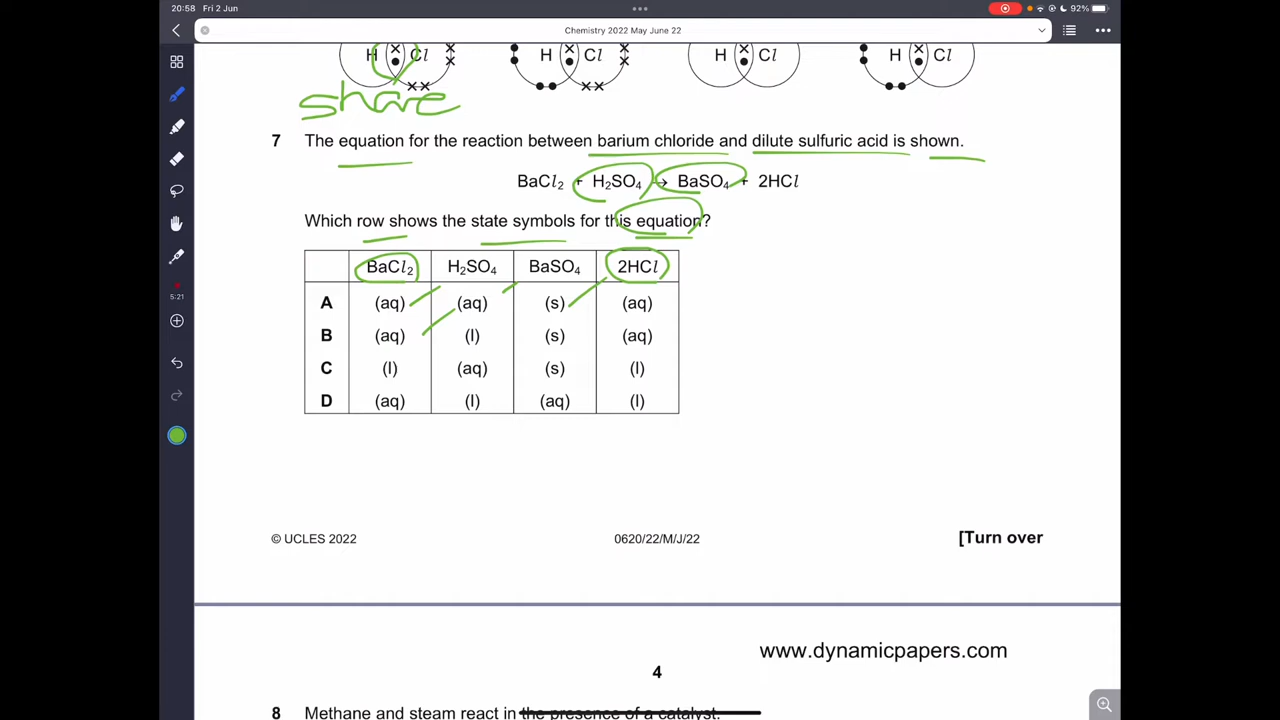 20:58 Fri 2 Jun
92%
Chemistry 2022 May June 22
H Cl H Cl H Cl H Cl
share
7 The equation for the reaction between barium chloride and dilute sulfuric acid is shown.
BaCl₂ + H₂SO₄ → BaSO₄ + 2HCl
Which row shows the state symbols for this equation?
BaCl₂ H₂SO₄ BaSO₄ 2HCl
A (aq) (aq) (s) (aq)
B (aq) (l) (s) (aq)
C (l) (aq) (s) (l)
D (aq) (l) (aq) (l)
5:21
© UCLES 2022 0620/22/M/J/22 [Turn over
www.dynamicpapers.com
4
8 Methane and steam react in the presence of a catalyst.